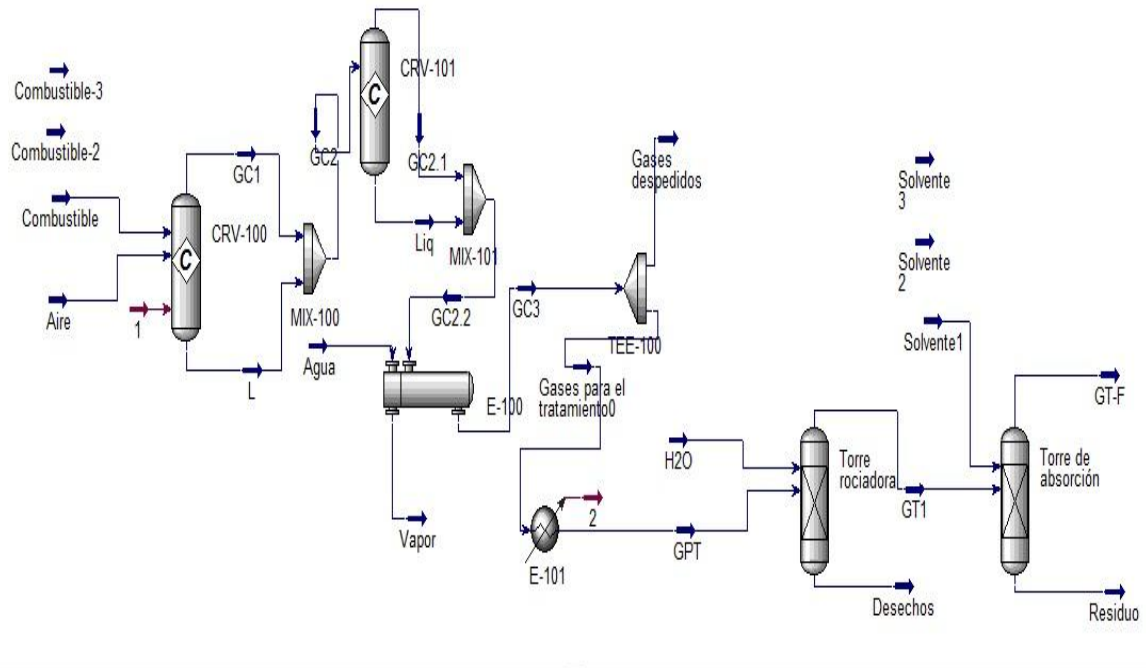 CRV-101
C
Combustible-3
Combustible-2
GC1
GC2
GC2.1
Gases
despedidos
Solvente
3
Combustible
CRV-100
C
Liq
MIX-101
Solvente
2
Aire
1
MIX-100
GC2.2
GC3
TEE-100
Solvente1
Agua
L
E-100
Gases para el
tratamiento0
GT-F
H2O
Torre
rociadora
Torre de
absorción
GT1
Vapor
2
GPT
E-101
Desechos
Residuo